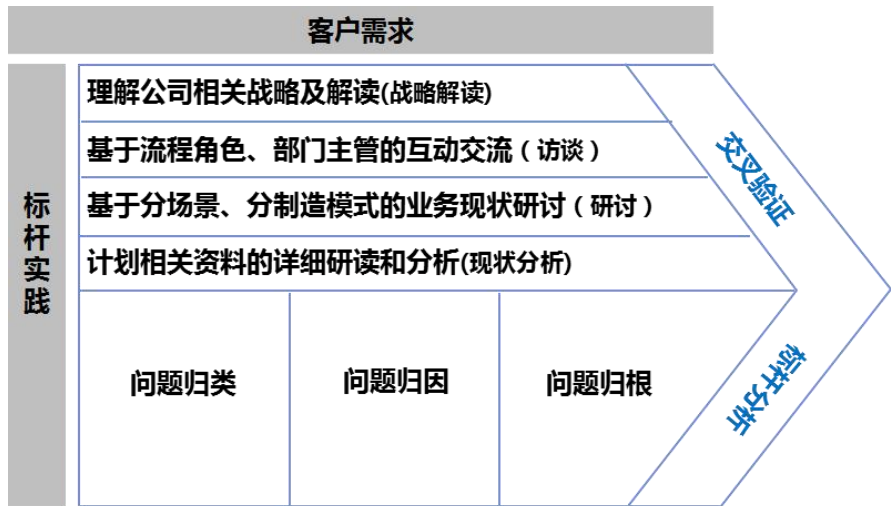 客户需求
标杆实践
理解公司相关战略及解读(战略解读)
基于流程角色、部门主管的互动交流（访谈）
基于分场景、分制造模式的业务现状研讨（研讨）
计划相关资料的详细研读和分析(现状分析)
交叉验证
问题归类
问题归因
问题归根
标杆分析